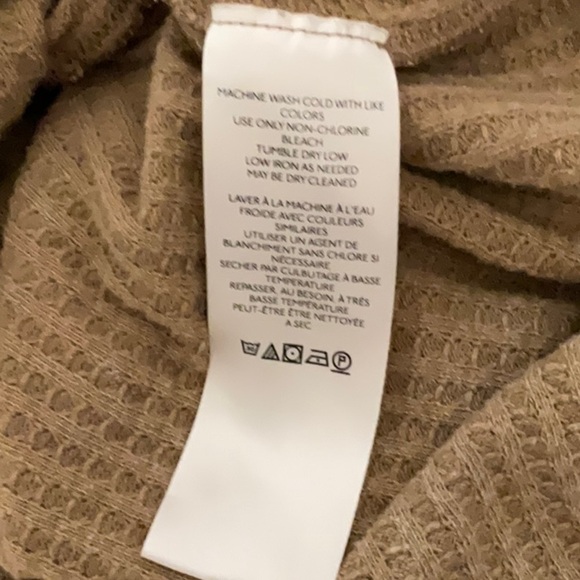 MACHINE WASH COLD WITH LIKE
COLORS
USE ONLY NON-CHLORINE
BLEACH
TUMBLE DRY LOW
LOW IRON AS NEEDED
MAY BE DRY CLEANED
LAVER À LA MACHINE À L'EAU
FROIDE AVEC COULEURS
SIMILAIRES
UTILISER UN AGENT DE
BLANCHIMENT SANS CHLORE SI
NÉCESSAIRE
SECHER PAR CULBUTAGE À BASSE
TEMPERATURE
REPASSER, AU BESOIN, À TRÈS
BASSE TEMPÉRATURE
PEUT-ÊTRE ÊTRE NETTOYÉE
A SEC
P